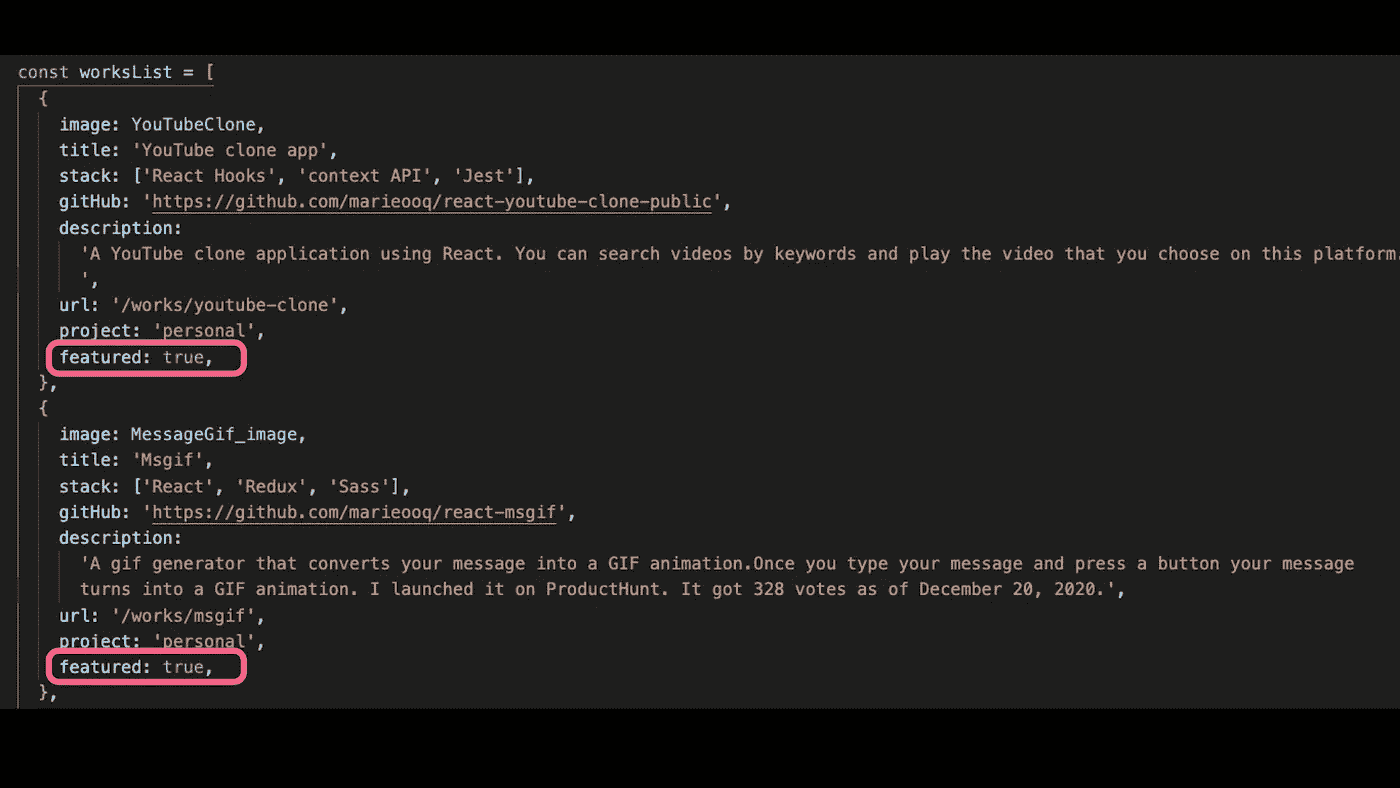 const worksList = [
{
image: YouTubeClone,
title: 'YouTube clone app',
stack: ['React Hooks', 'context API', 'Jest'],
gitHub: 'https://github.com/marieooq/react-youtube-clone-public',
description:
'A YouTube clone application using React. You can search videos by keywords and play the video that you choose on this platform.
',
url: '/works/youtube-clone',
project: 'personal',
featured: true,
},
{
image: MessageGif_image,
title: 'Msgif',
stack: ['React', 'Redux', 'Sass'],
gitHub: 'https://github.com/marieooq/react-msgif',
description:
'A gif generator that converts your message into a GIF animation.Once you type your message and press a button your message
turns into a GIF animation. I launched it on ProductHunt. It got 328 votes as of December 20, 2020.',
url: '/works/msgif',
project: 'personal',
featured: true,
},